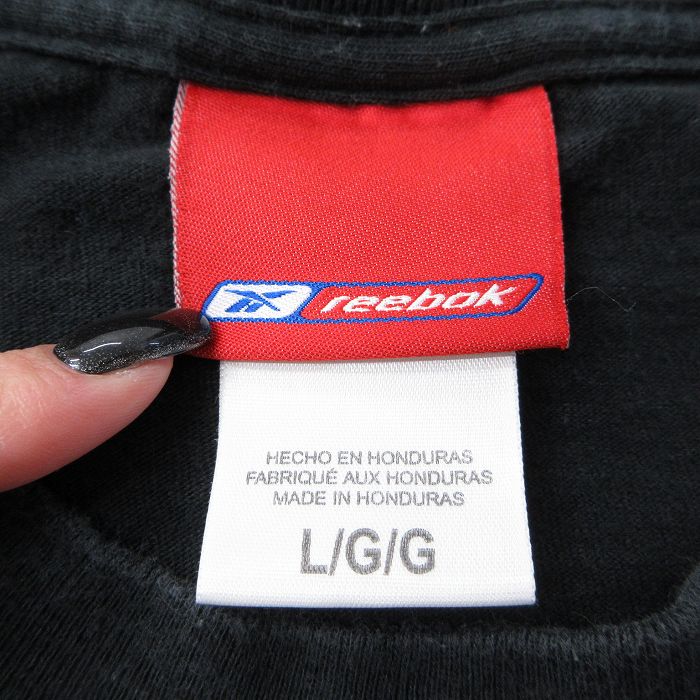 reebok
HECHO EN HONDURAS
FABRIQUÉ AUX HONDURAS
MADE IN HONDURAS
L/G/G